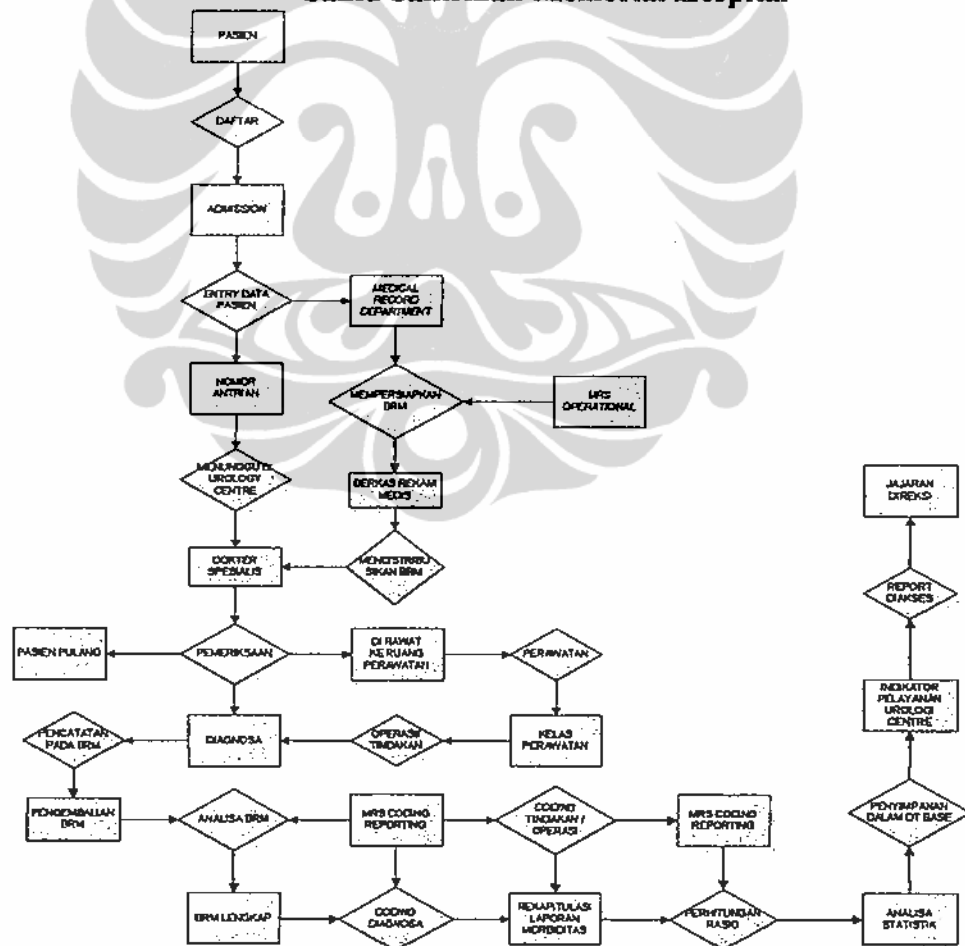 PASIEN
DAFTAR
ADMISSION
ENTRY DATA
PASIEN
MEDICAL
RECORD
DEPARTMENT
NOMOR
ANTRIAN
MEMPERSIAPKAN
BRM
MRS
OPERATIONAL
MENUNGGU DI
UROLOGY
CENTRE
BERKAS REKAM
MEDIS
JAJARAN
DIREKSI
DOKTER
SPESIALIS
MENDISTRIBU
SIKAN BRM
REPORT
DIAKSES
PASIEN PULANG
PEMERIKSAAN
DI RAWAT
KE RUANG
PERAWATAN
PERAWATAN
INDIKATOR
PELAYANAN
UROLOGI
CENTRE
PENCATATAN
PADA BRM
DIAGNOSA
OPERASI/
TINDAKAN
KELAS
PERAWATAN
PENGEMBALIAN
BRM
ANALISA BRM
MRS CODING
REPORTING
CODING
TINDAKAN /
OPERASI
MRS CODING
REPORTING
PENYIMPANAN
DALAM DT BASE
BRM LENGKAP
CODING
DIAGNOSA
REKAPITULASI
LAPORAN
MORBIDITAS
PERHITUNGAN
RASIO
ANALISA
STATISTIK